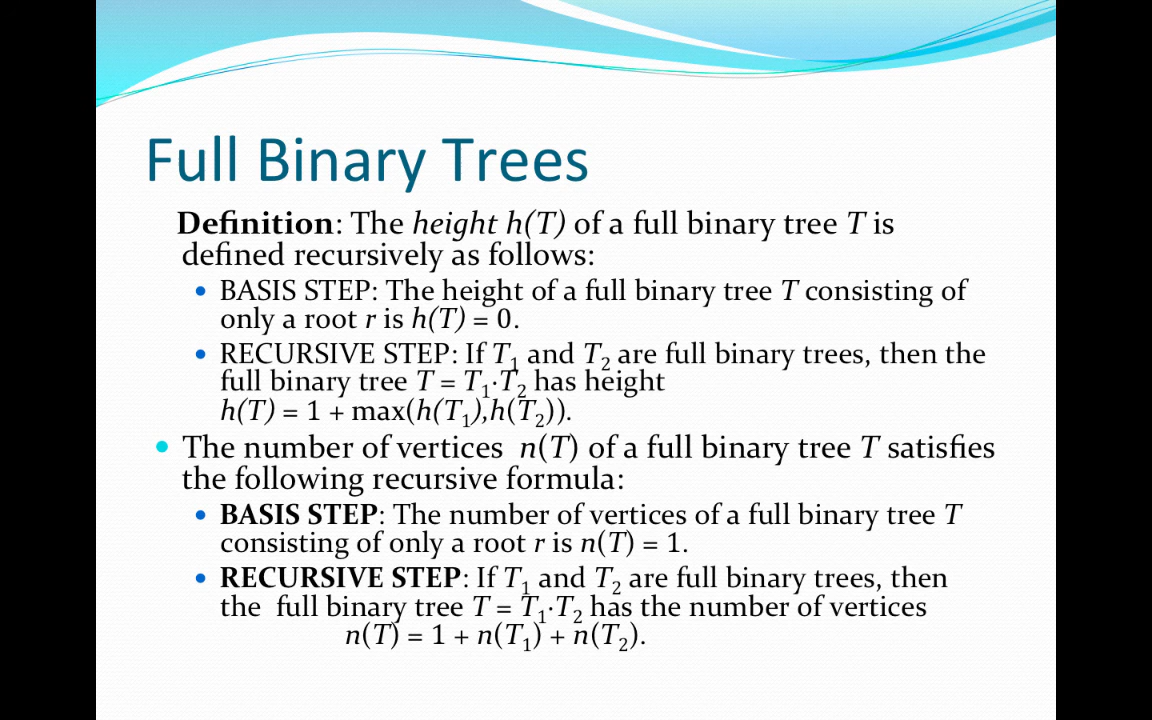 Full Binary Trees
Definition: The height h(T) of a full binary tree T is
defined recursively as follows:
• BASIS STEP: The height of a full binary tree T consisting of
only a root r is h(T) = 0.
• RECURSIVE STEP: If T₁ and T₂ are full binary trees, then the
full binary tree T = T₁∙T₂ has height
h(T) = 1 + max(h(T₁),h(T₂)).
• The number of vertices n(T) of a full binary tree T satisfies
the following recursive formula:
• BASIS STEP: The number of vertices of a full binary tree T
consisting of only a root r is n(T) = 1.
• RECURSIVE STEP: If T₁ and T₂ are full binary trees, then
the full binary tree T = T₁∙T₂ has the number of vertices
n(T) = 1 + n(T₁) + n(T₂).